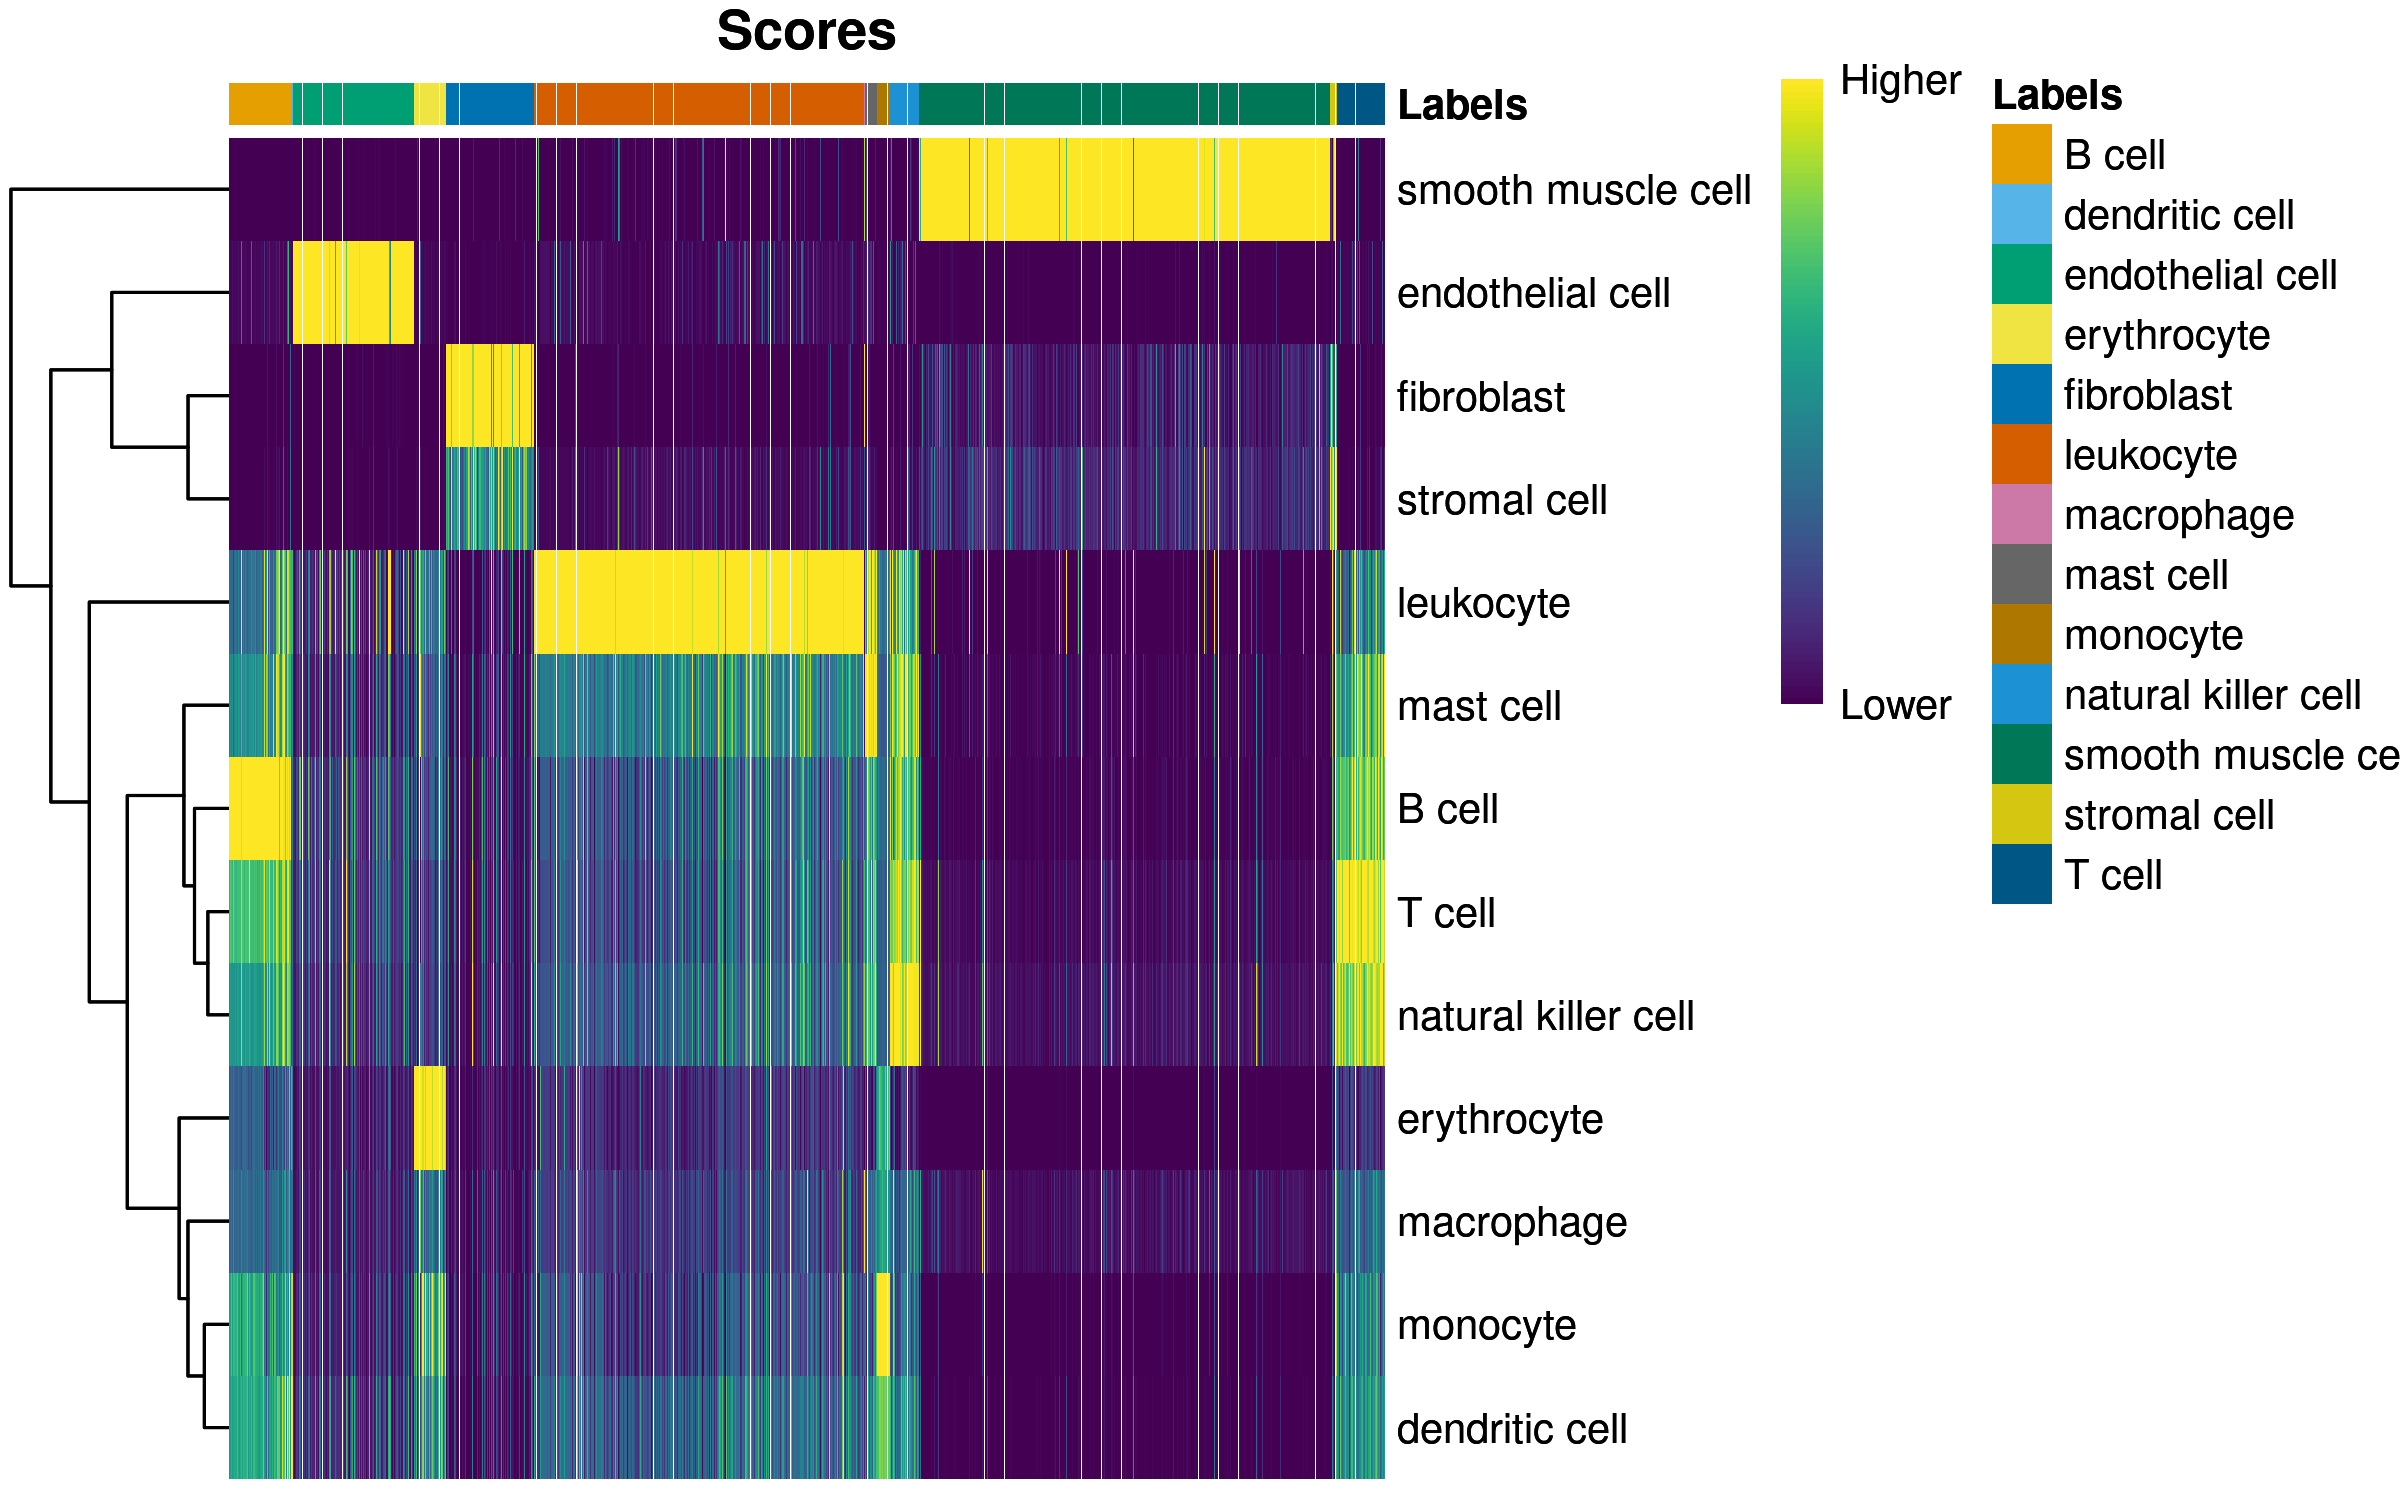 Scores
Labels
smooth muscle cell
endothelial cell
fibroblast
stromal cell
leukocyte
mast cell
B cell
T cell
natural killer cell
erythrocyte
macrophage
monocyte
dendritic cell
Higher
Lower
Labels
B cell
dendritic cell
endothelial cell
erythrocyte
fibroblast
leukocyte
macrophage
mast cell
monocyte
natural killer cell
smooth muscle ce
stromal cell
T cell